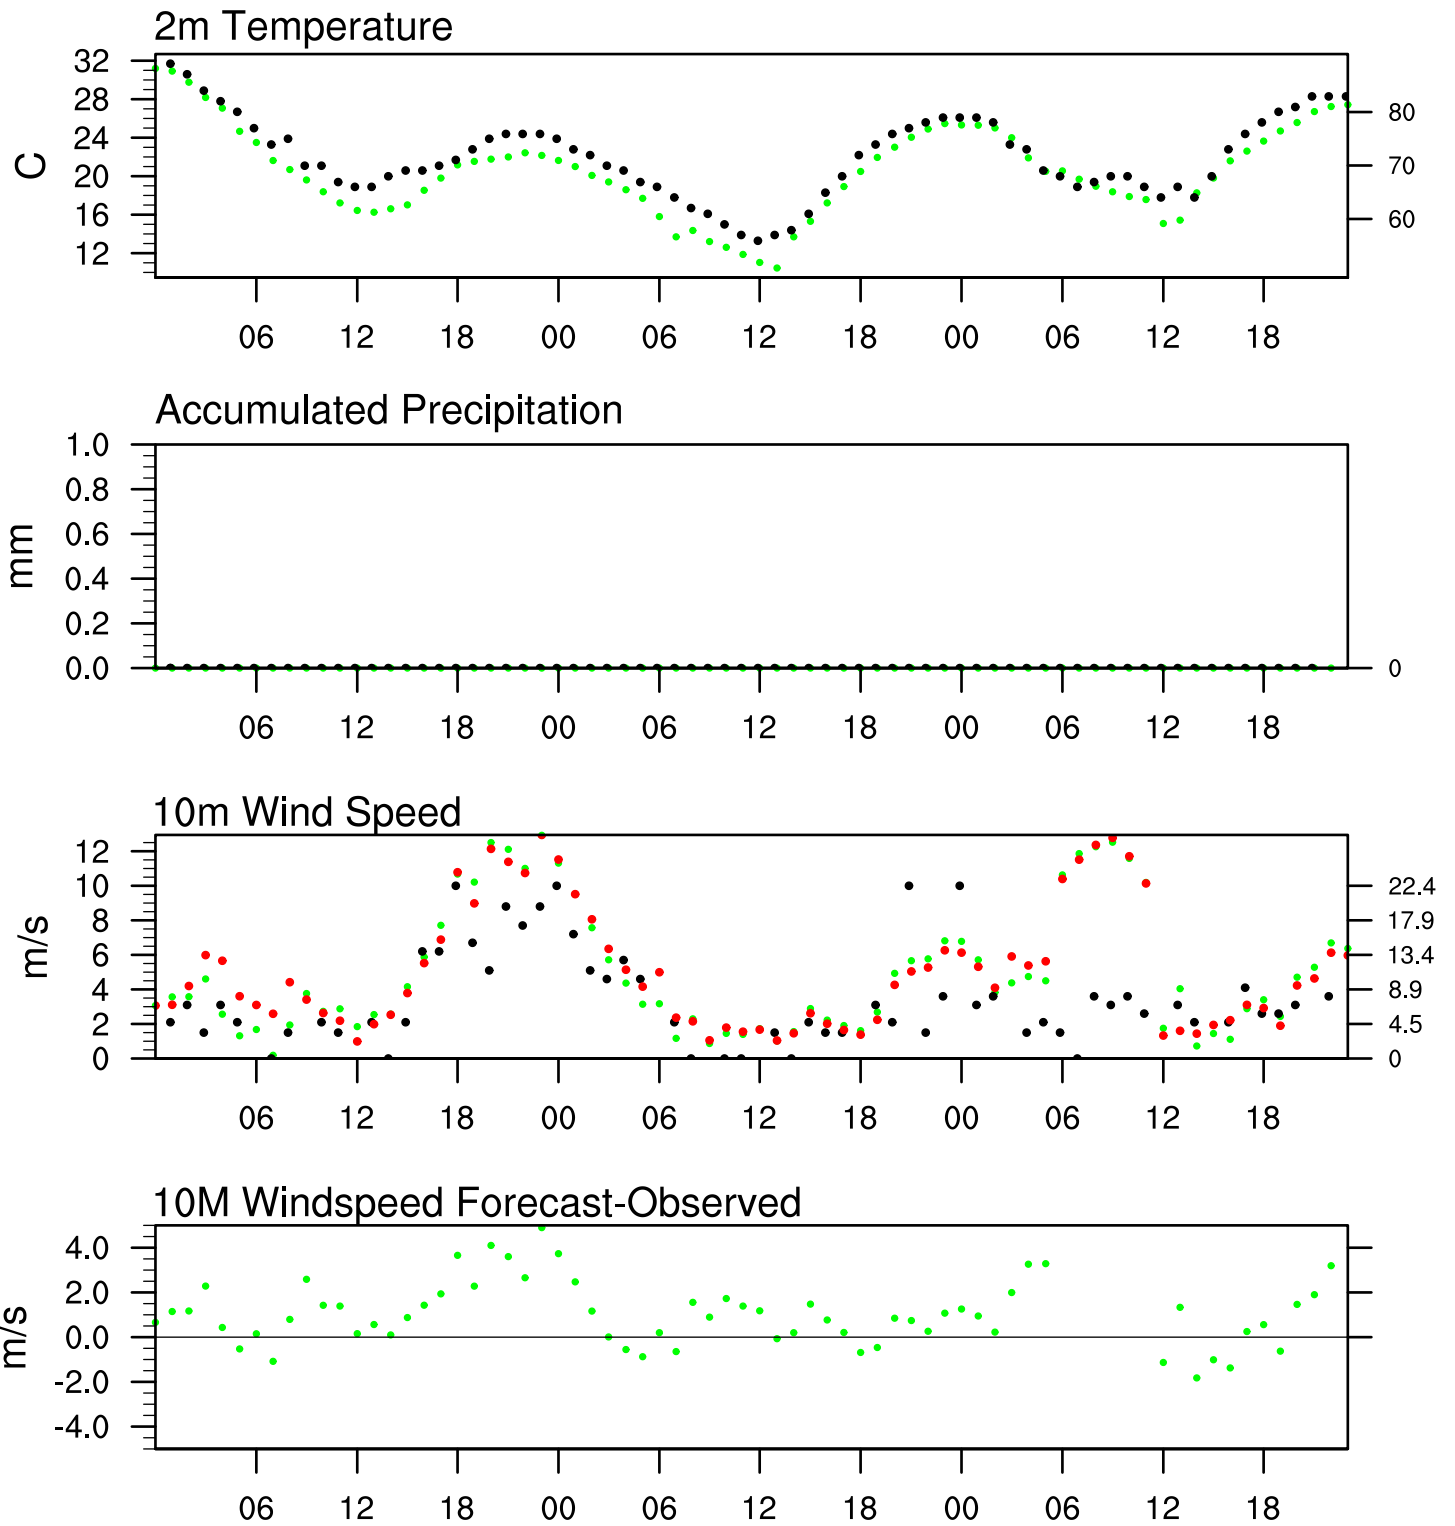 2m Temperature
32
28
24
20
16
12
C
80
70
60
06 12 18 00 06 12 18 00 06 12 18
Accumulated Precipitation
1.0
0.8
0.6
0.4
0.2
0.0
mm
0
06 12 18 00 06 12 18 00 06 12 18
10m Wind Speed
12
10
8
6
4
2
0
m/s
22.4
17.9
13.4
8.9
4.5
0
06 12 18 00 06 12 18 00 06 12 18
10M Windspeed Forecast-Observed
4.0
2.0
0.0
-2.0
-4.0
m/s
06 12 18 00 06 12 18 00 06 12 18